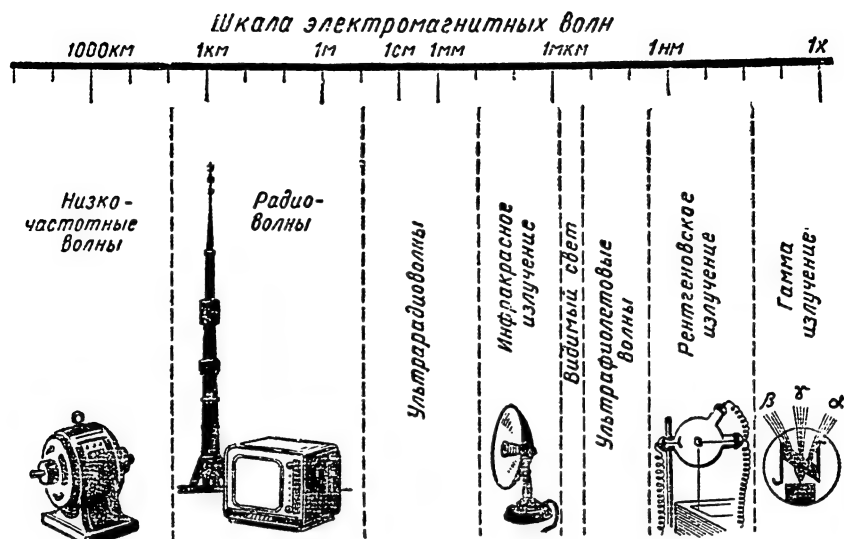 Шкала электромагнитных волн
1000км 1км 1м 1см 1мм 1мкм 1нм 1х
Низко-
частотные
волны
Радио-
волны
Ультрарадиоволны
Инфракрасное
излучение
Видимый свет
Ультрафиолетовые
волны
Рентгеновское
излучение
Гамма
излучение
β γ α